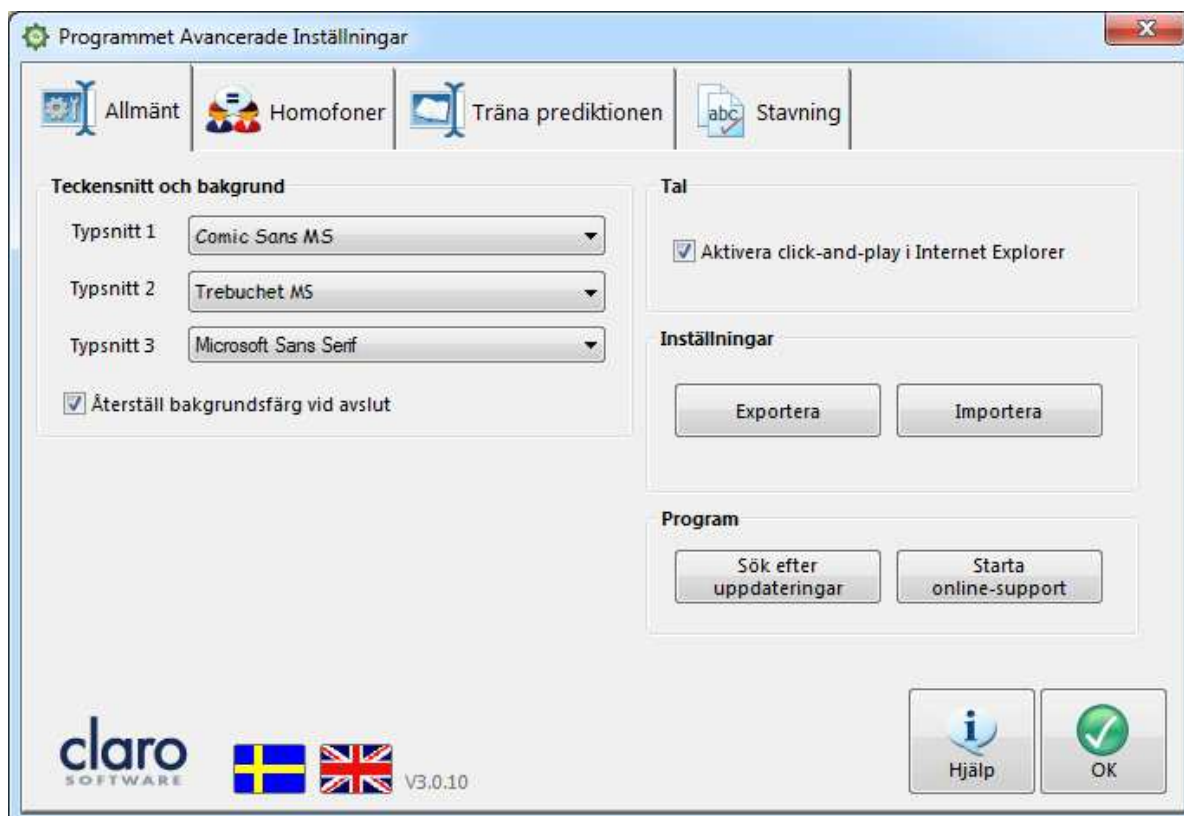 Programmet Avancerade Inställningar
Allmänt
Homofoner
Träna prediktionen
abc
Stavning
Teckensnitt och bakgrund
Typsnitt 1
Comic Sans MS
Typsnitt 2
Trebuchet MS
Typsnitt 3
Microsoft Sans Serif
Återställ bakgrundsfärg vid avslut
Tal
Aktivera click-and-play i Internet Explorer
Inställningar
Exportera
Importera
Program
Sök efter
uppdateringar
Starta
online-support
claro
SOFTWARE
V3.0.10
Hjälp
OK